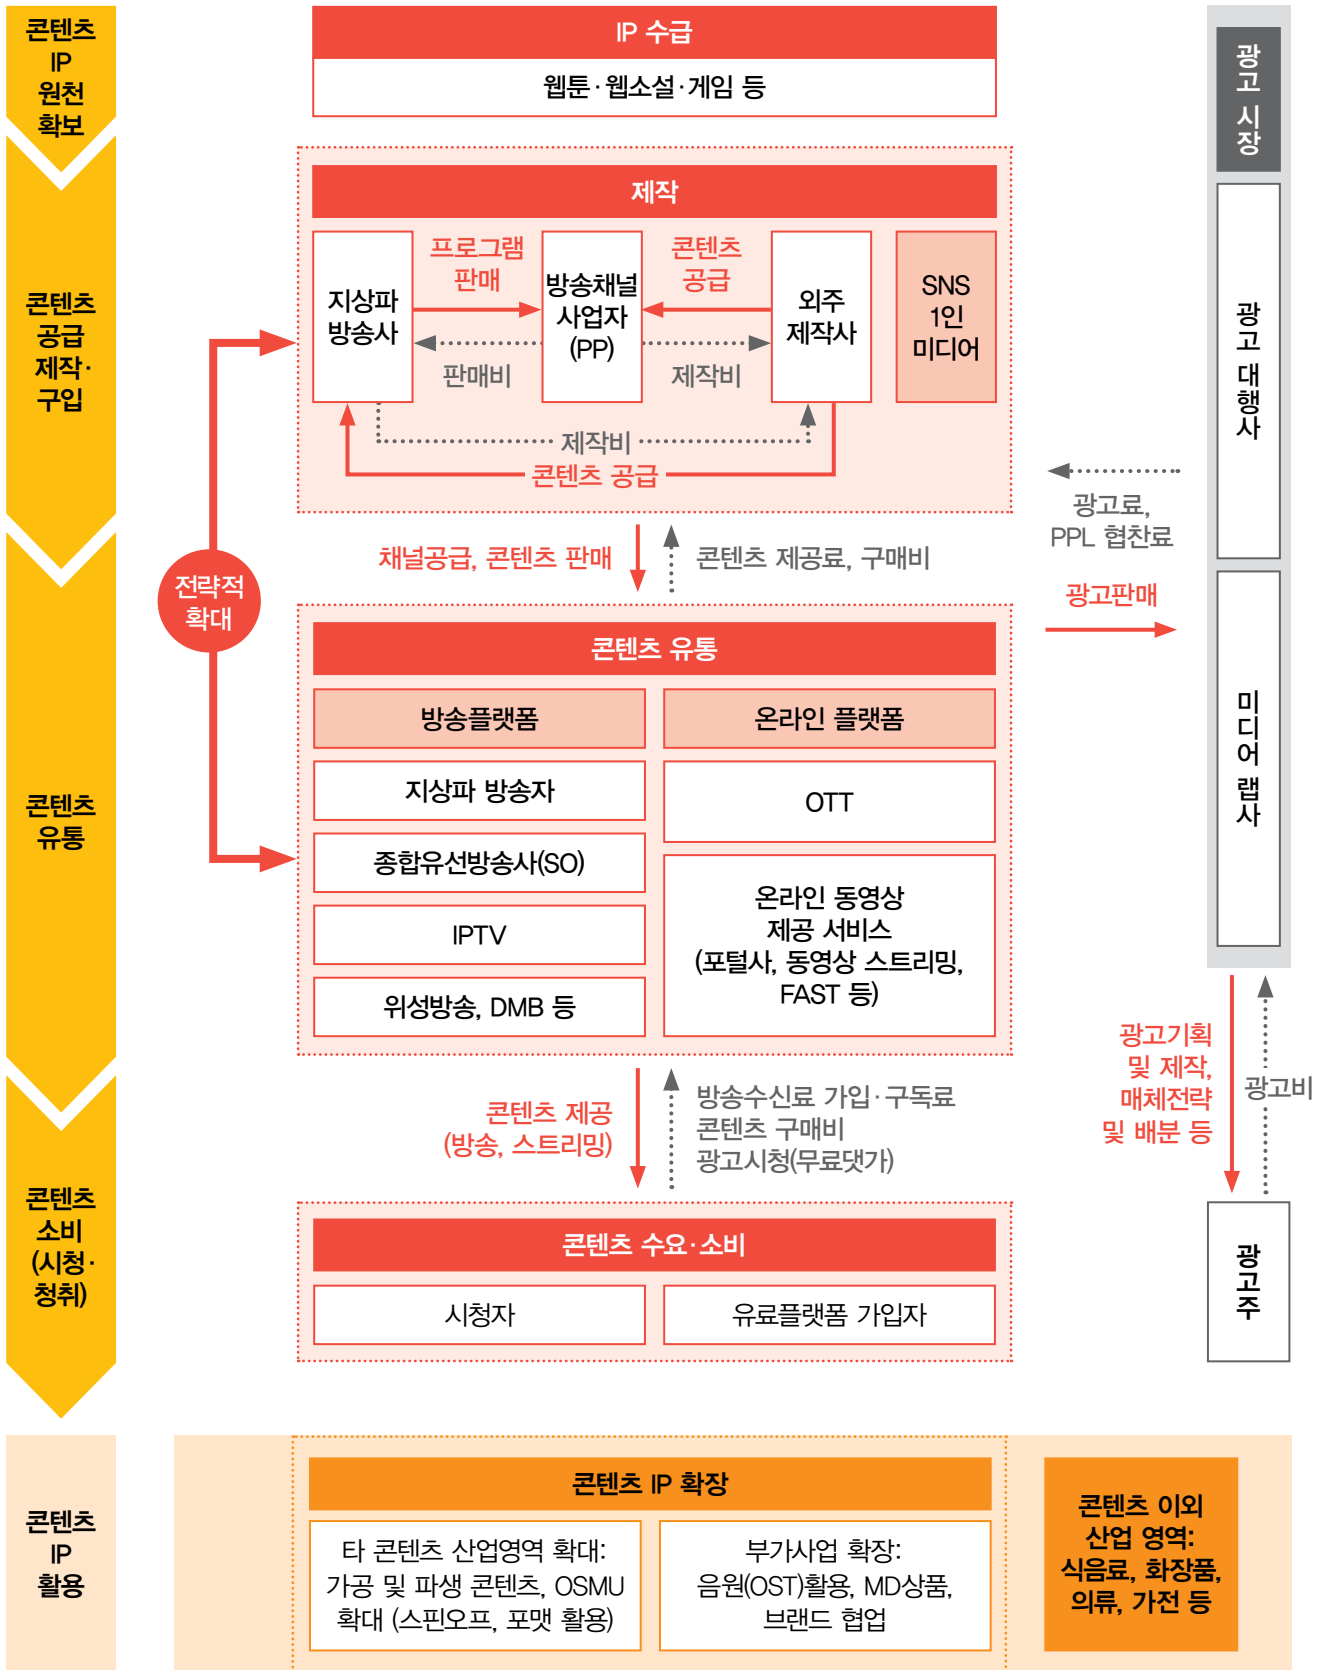 콘텐츠
IP
원천
확보
IP 수급
웹툰·웹소설·게임 등
콘텐츠
공급
제작·
구입
제작
지상파
방송사
프로그램
판매
판매비
방송채널
사업자
(PP)
콘텐츠
공급
제작비
외주
제작사
SNS
1인
미디어
제작비
콘텐츠 공급
채널공급, 콘텐츠 판매
콘텐츠 제공료, 구매비
전략적
확대
콘텐츠
유통
콘텐츠 유통
방송플랫폼
지상파 방송자
종합유선방송사(SO)
IPTV
위성방송, DMB 등
온라인 플랫폼
OTT
온라인 동영상
제공 서비스
(포털사, 동영상 스트리밍,
FAST 등)
콘텐츠 제공
(방송, 스트리밍)
방송수신료 가입·구독료
콘텐츠 구매비
광고시청(무료댓가)
콘텐츠
소비
(시청·
청취)
콘텐츠 수요·소비
시청자
유료플랫폼 가입자
광고 시장
광고 대행사
광고료,
PPL 협찬료
광고판매
미디어 랩사
광고기획
및 제작,
매체전략
및 배분 등
광고비
광고주
콘텐츠
IP
활용
콘텐츠 IP 확장
타 콘텐츠 산업영역 확대:
가공 및 파생 콘텐츠, OSMU
확대 (스핀오프, 포맷 활용)
부가사업 확장:
음원(OST)활용, MD상품,
브랜드 협업
콘텐츠 이외
산업 영역:
식음료, 화장품,
의류, 가전 등